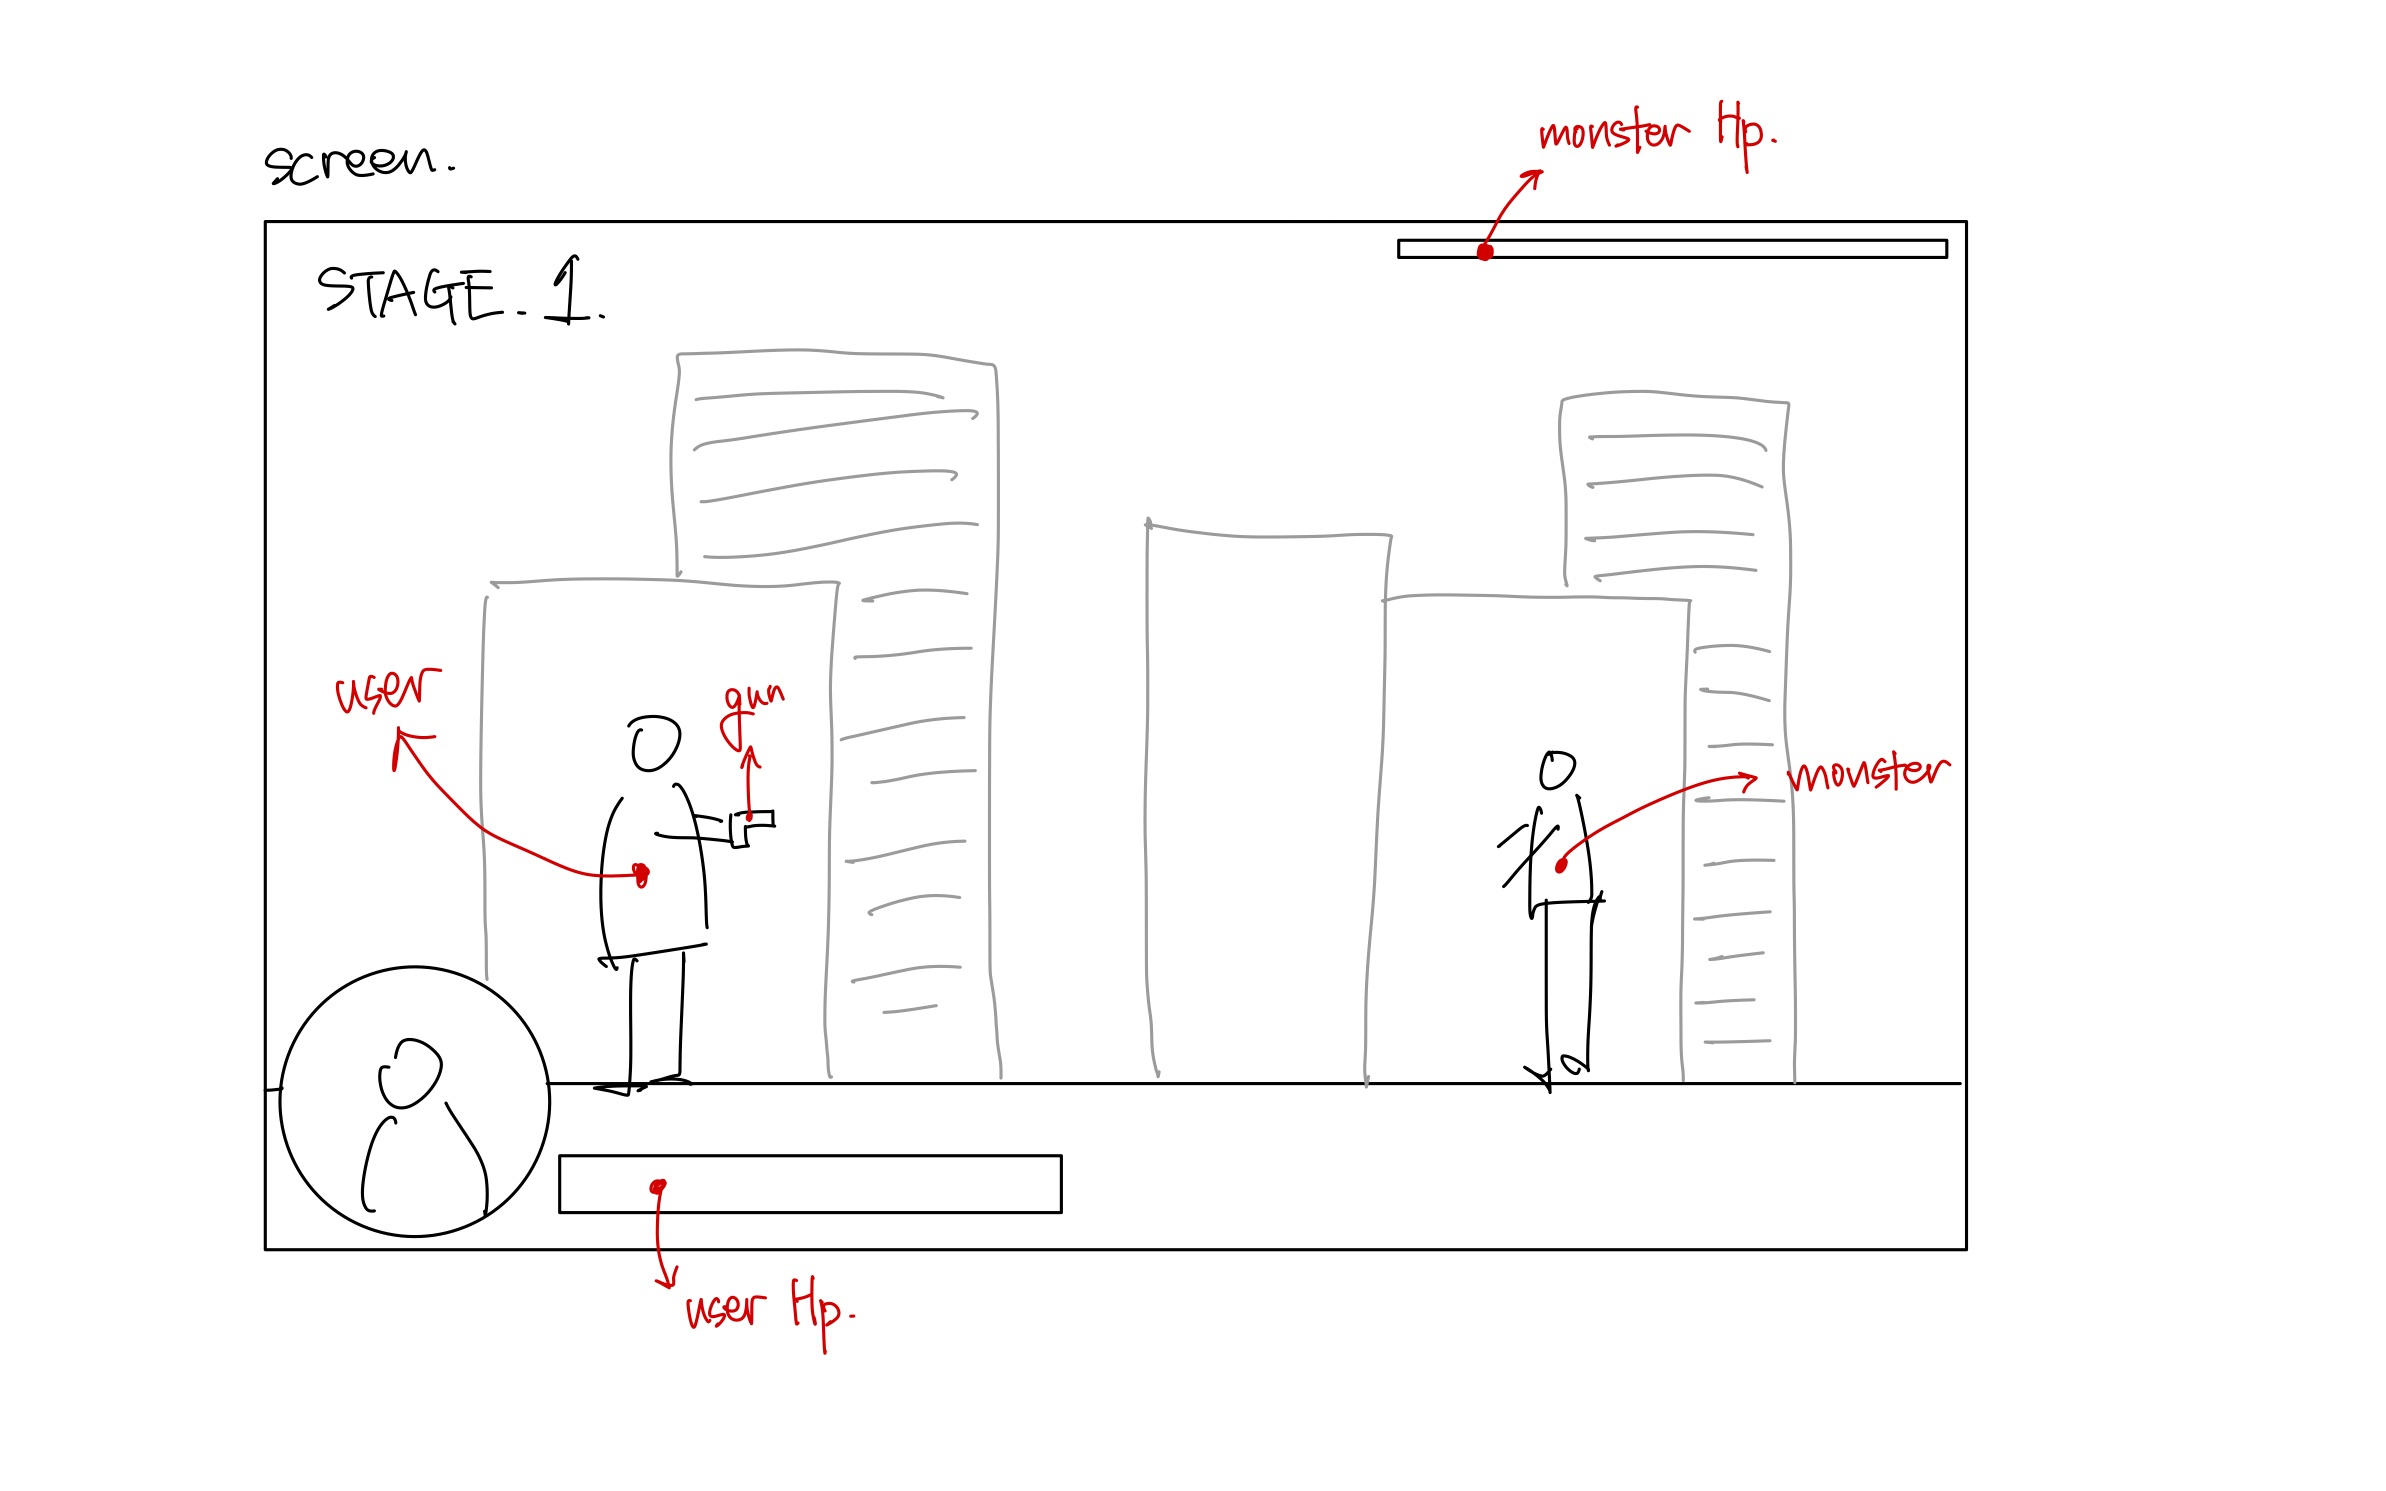 screen.
monster Hp.
STAGE. 1.
user
gun
monster
user Hp.